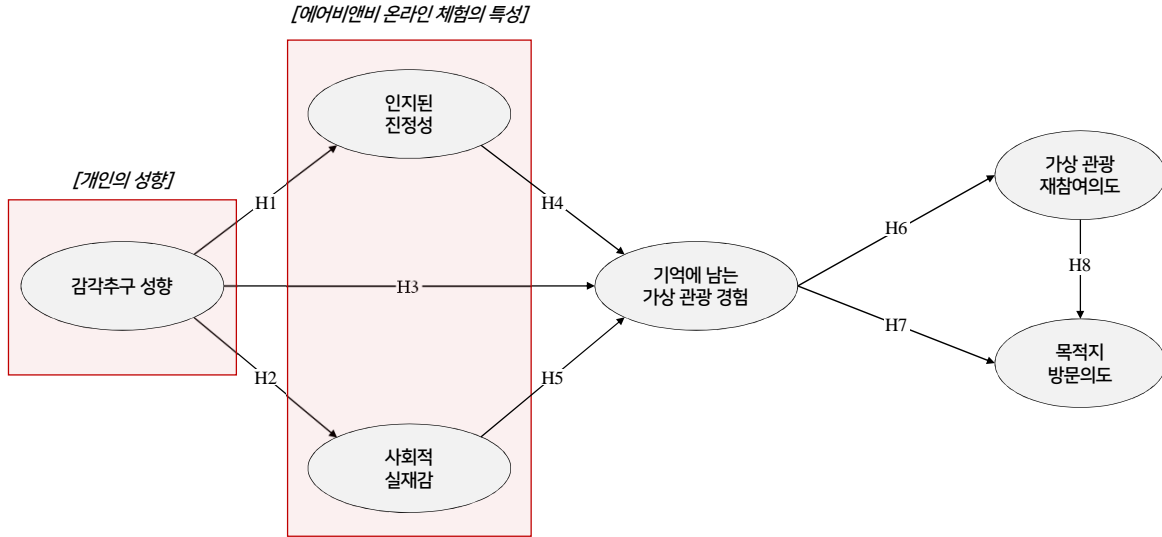 [에어비앤비 온라인 체험의 특성]
인지된
진정성
[개인의 성향]
가상 관광
재참여의도
H1
H4
H6
H8
감각추구 성향
H3
기억에 남는
가상 관광 경험
H7
H2
H5
목적지
방문의도
사회적
실재감